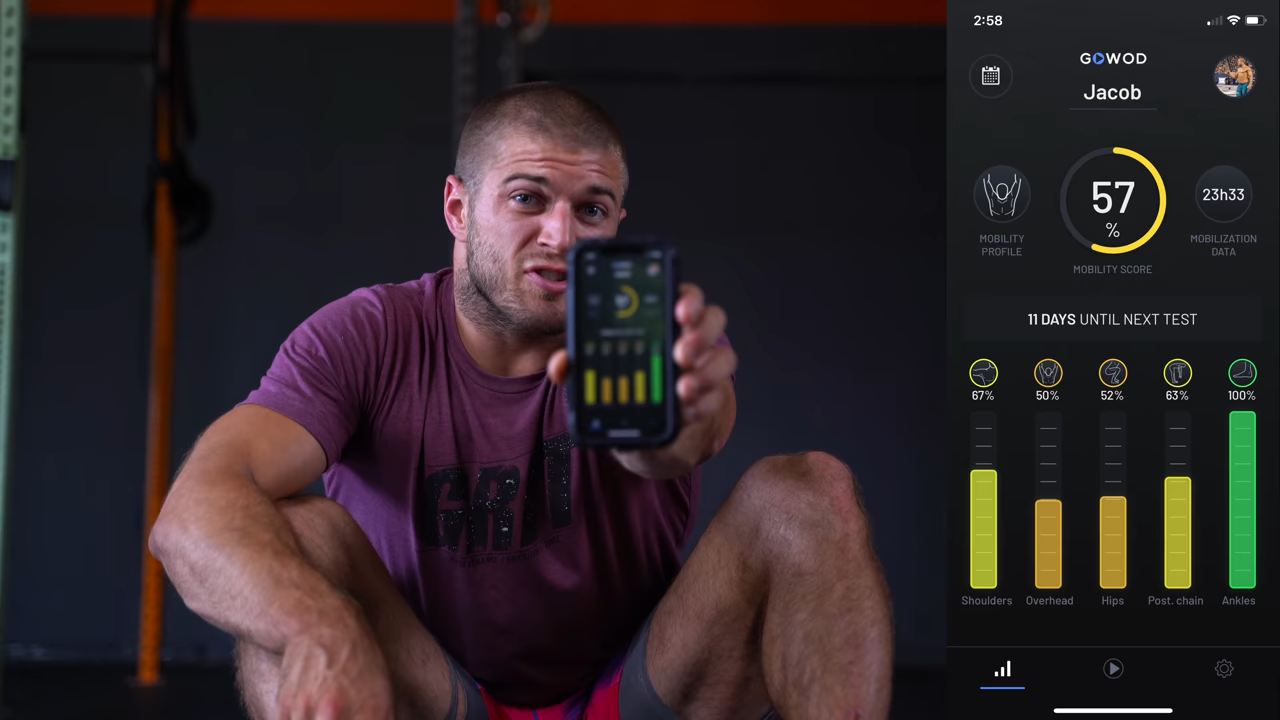 GRIT
2:58
GOWOD
Jacob
57
%
23h33
MOBILITY
PROFILE
MOBILIZATION
DATA
MOBILITY SCORE
11 DAYS UNTIL NEXT TEST
67% 50% 52% 63% 100%
Shoulders Overhead Hips Post. chain Ankles